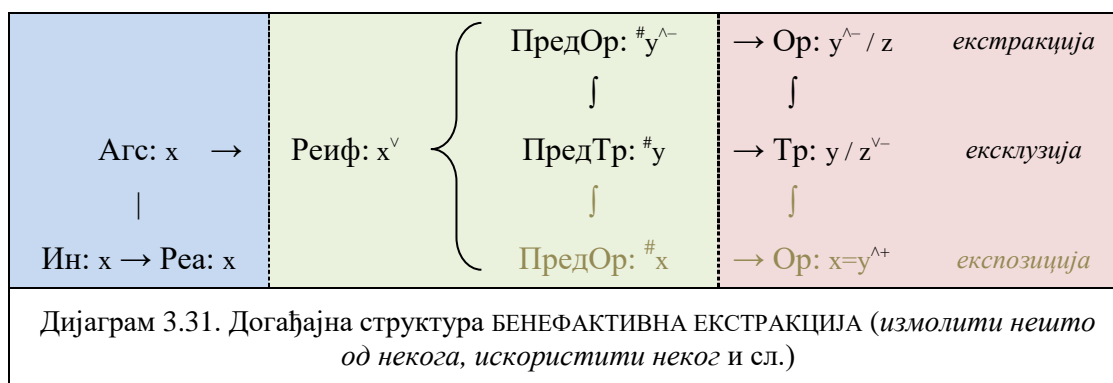 ПредОр: #y^– → Ор: y^– / z екстракција
∫ ∫
Агс: x → Реиф: x˅ { ПредТр: #y → Тр: y / z˅– ексклузија
| ∫ ∫
Ин: x → Реа: x ПредОр: #x → Ор: x=y^+ експозиција
Дијаграм 3.31. Догађајна структура БЕНЕФАКТИВНА ЕКСТРАКЦИЈА (измолити нешто
од некога, искористити неког и сл.)